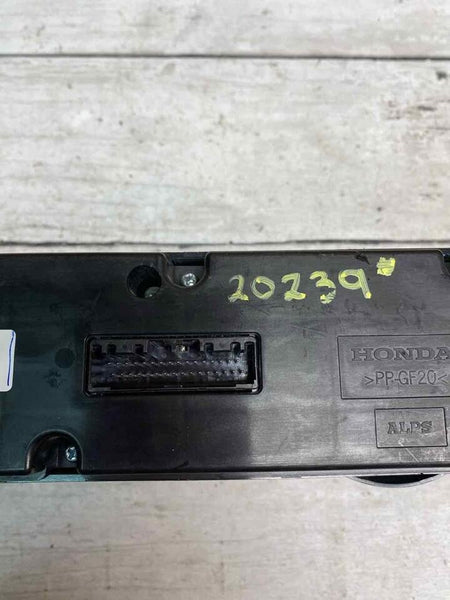 20239"
HONDA
>PP-GF20<
ALPS